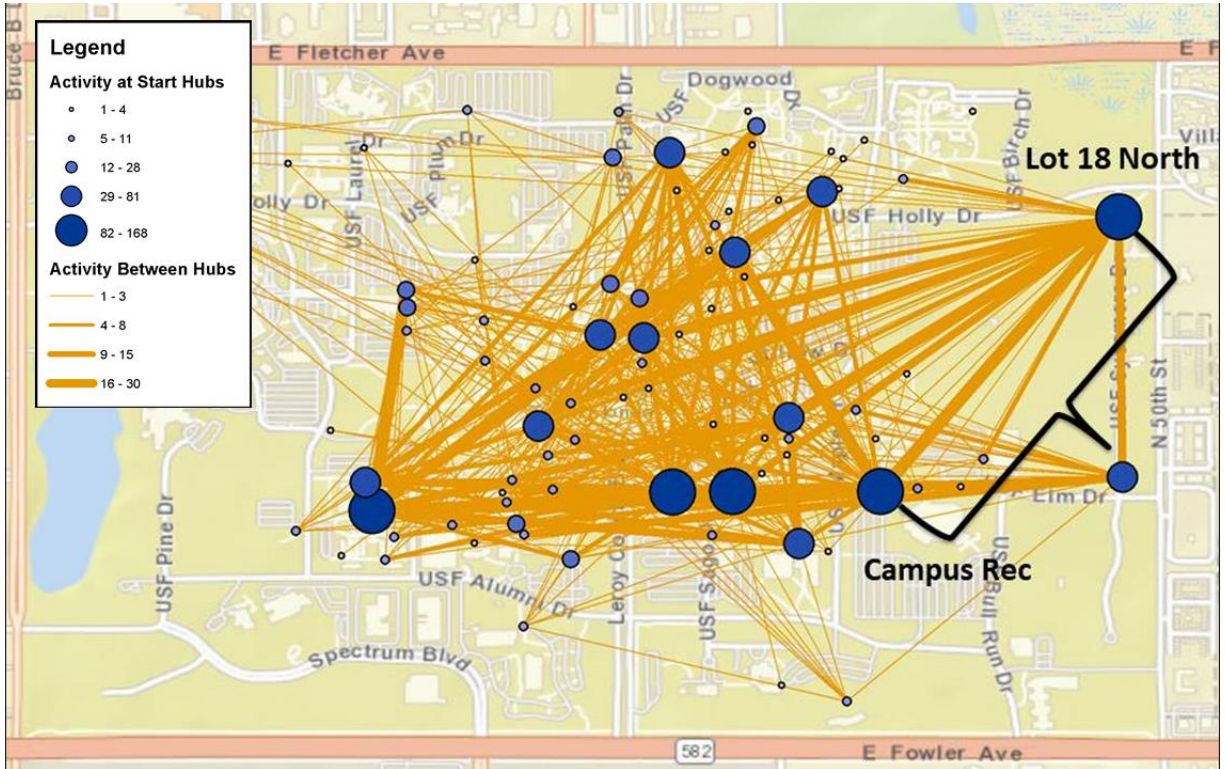 Legend
Activity at Start Hubs
1 - 4
5 - 11
12 - 28
29 - 81
82 - 168
Activity Between Hubs
1 - 3
4 - 8
9 - 15
16 - 30
E Fletcher Ave
E F
Bruce B
Dogwood
USF
Dr
USF Palm Dr
Dr
Plum Dr
USF
USF Laurel
olly Dr
USF Birch Dr
Villa
Lot 18 North
USF Holly Dr
N 50th St
Elm Dr
Campus Rec
USF Pine Dr
USF Alumni Dr
Leroy Co
USF
Bull Run Dr
Spectrum Blvd
582
E Fowler Ave